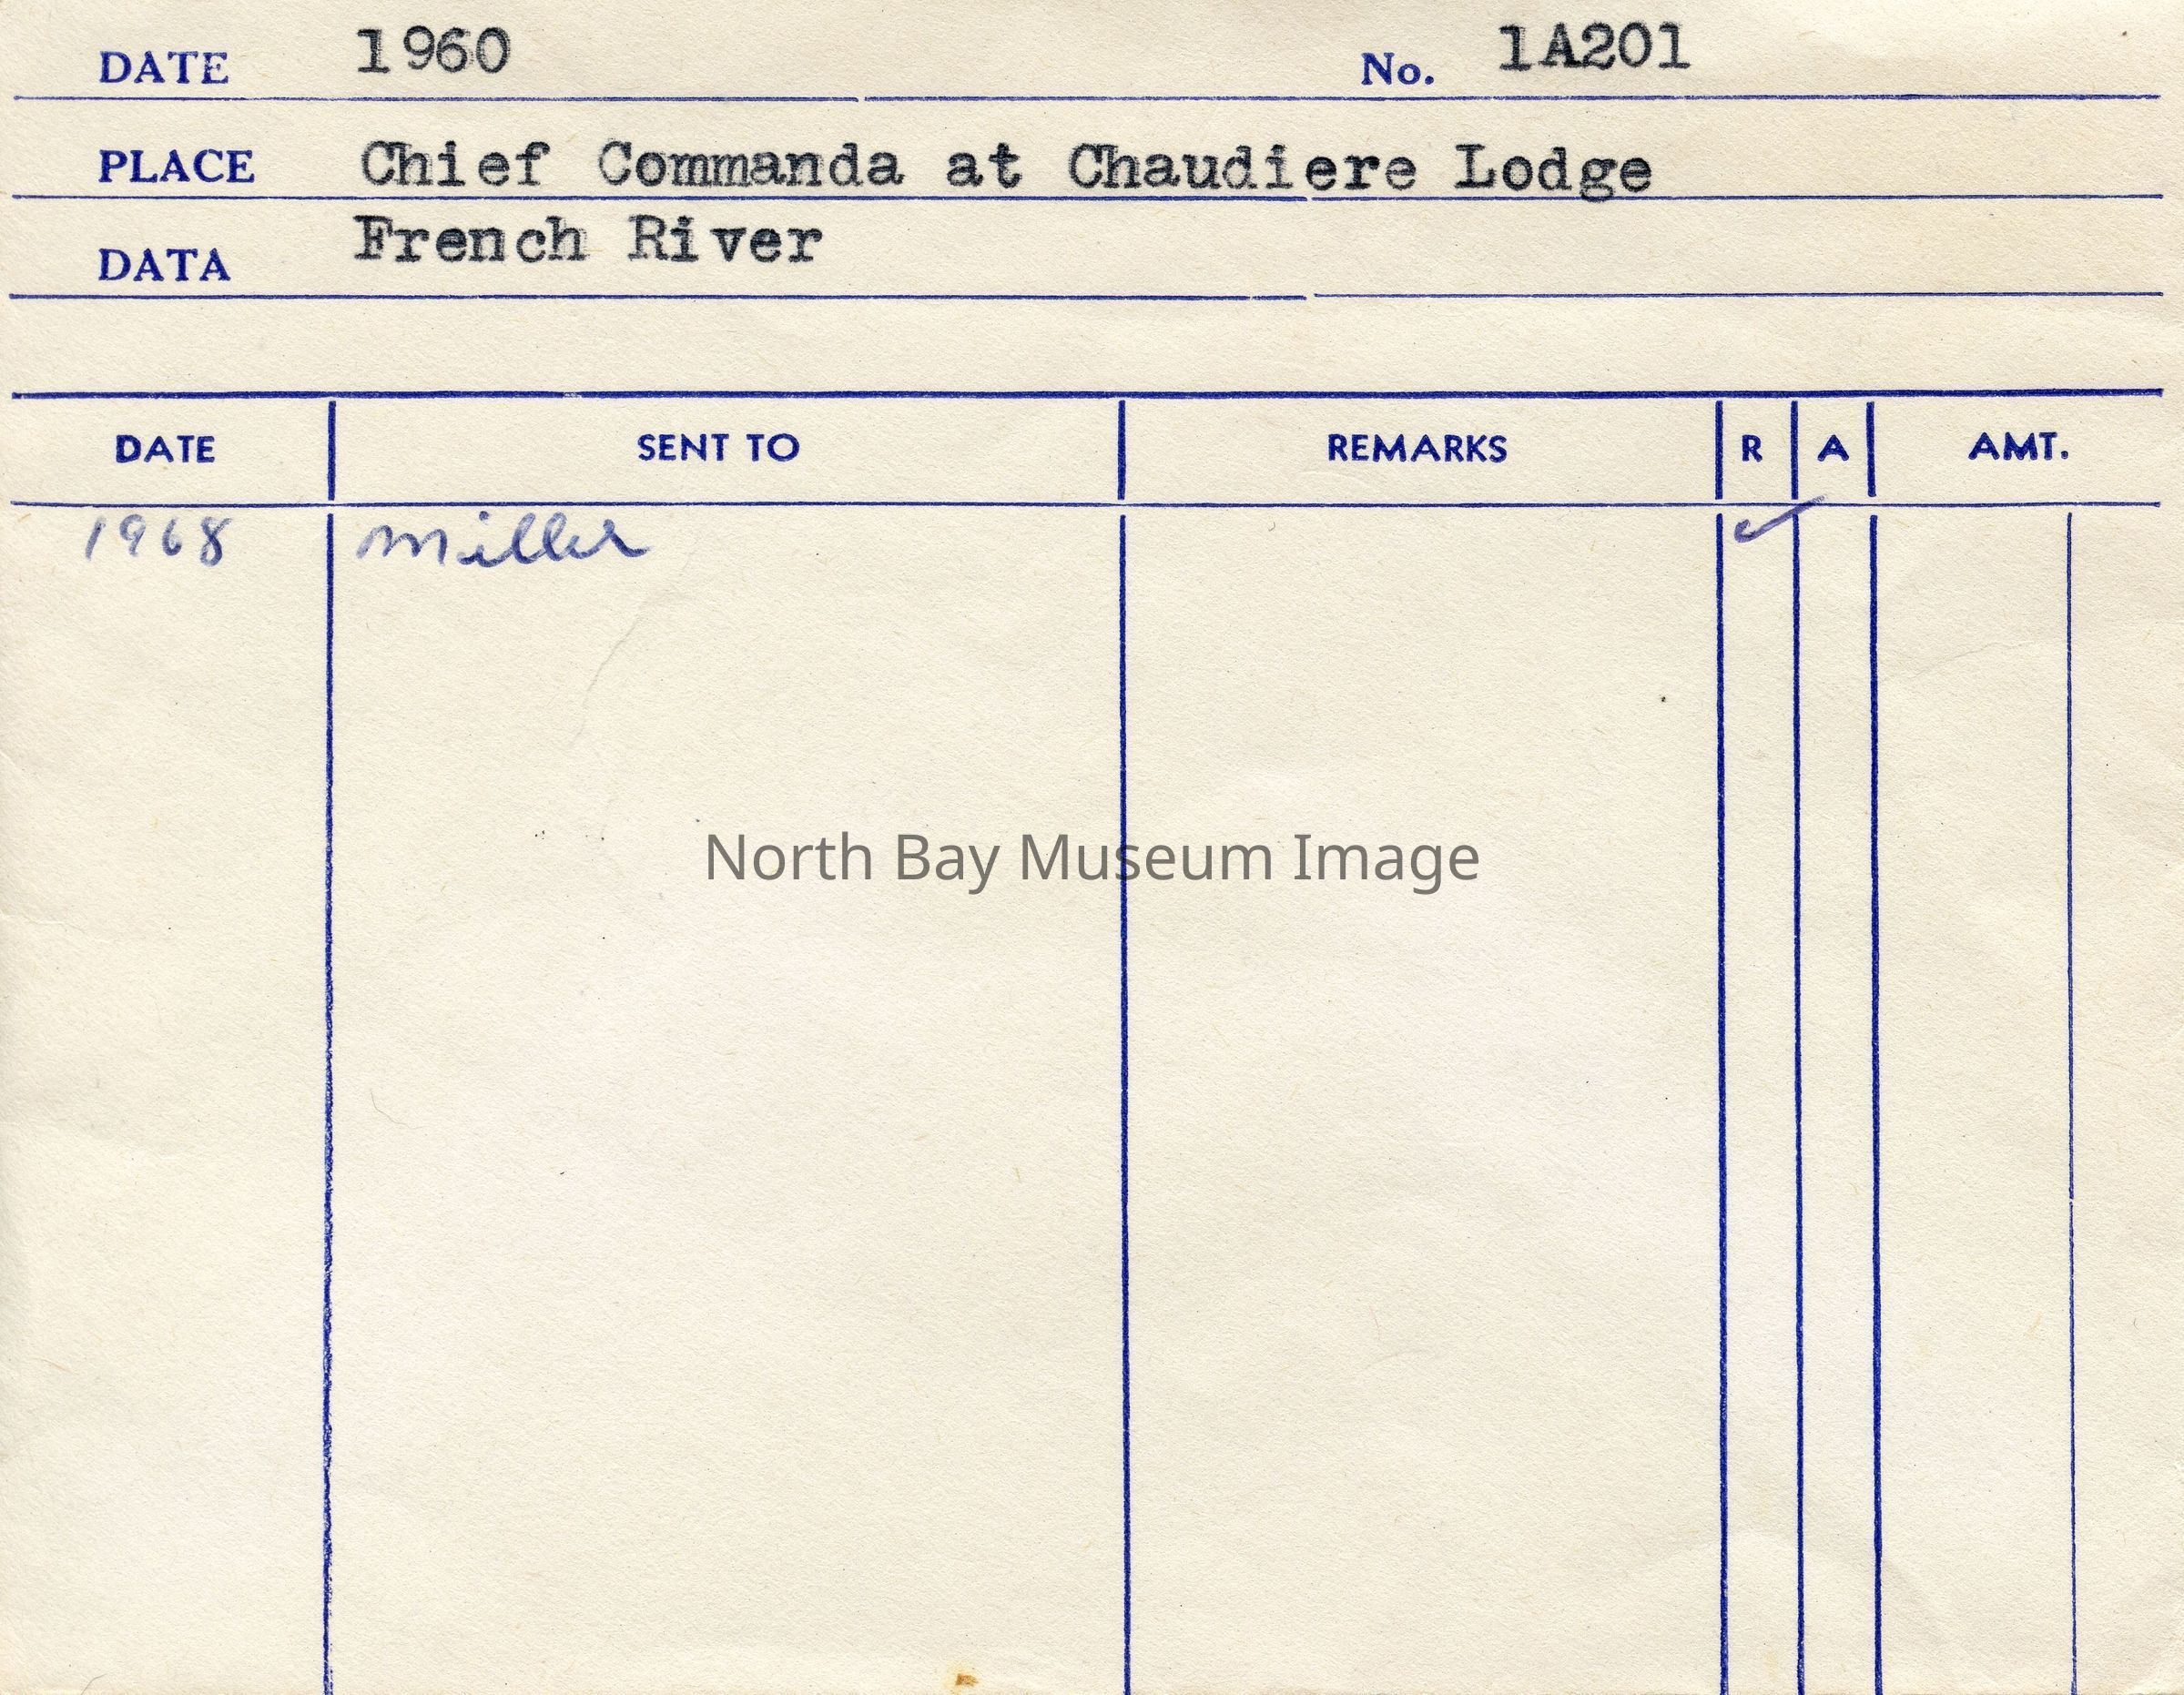 DATE 1960 No. 1A201
PLACE Chief Commanda at Chaudiere Lodge
DATA French River
DATE SENT TO REMARKS R A AMT.
1968 Miller ✓
North Bay Museum Image